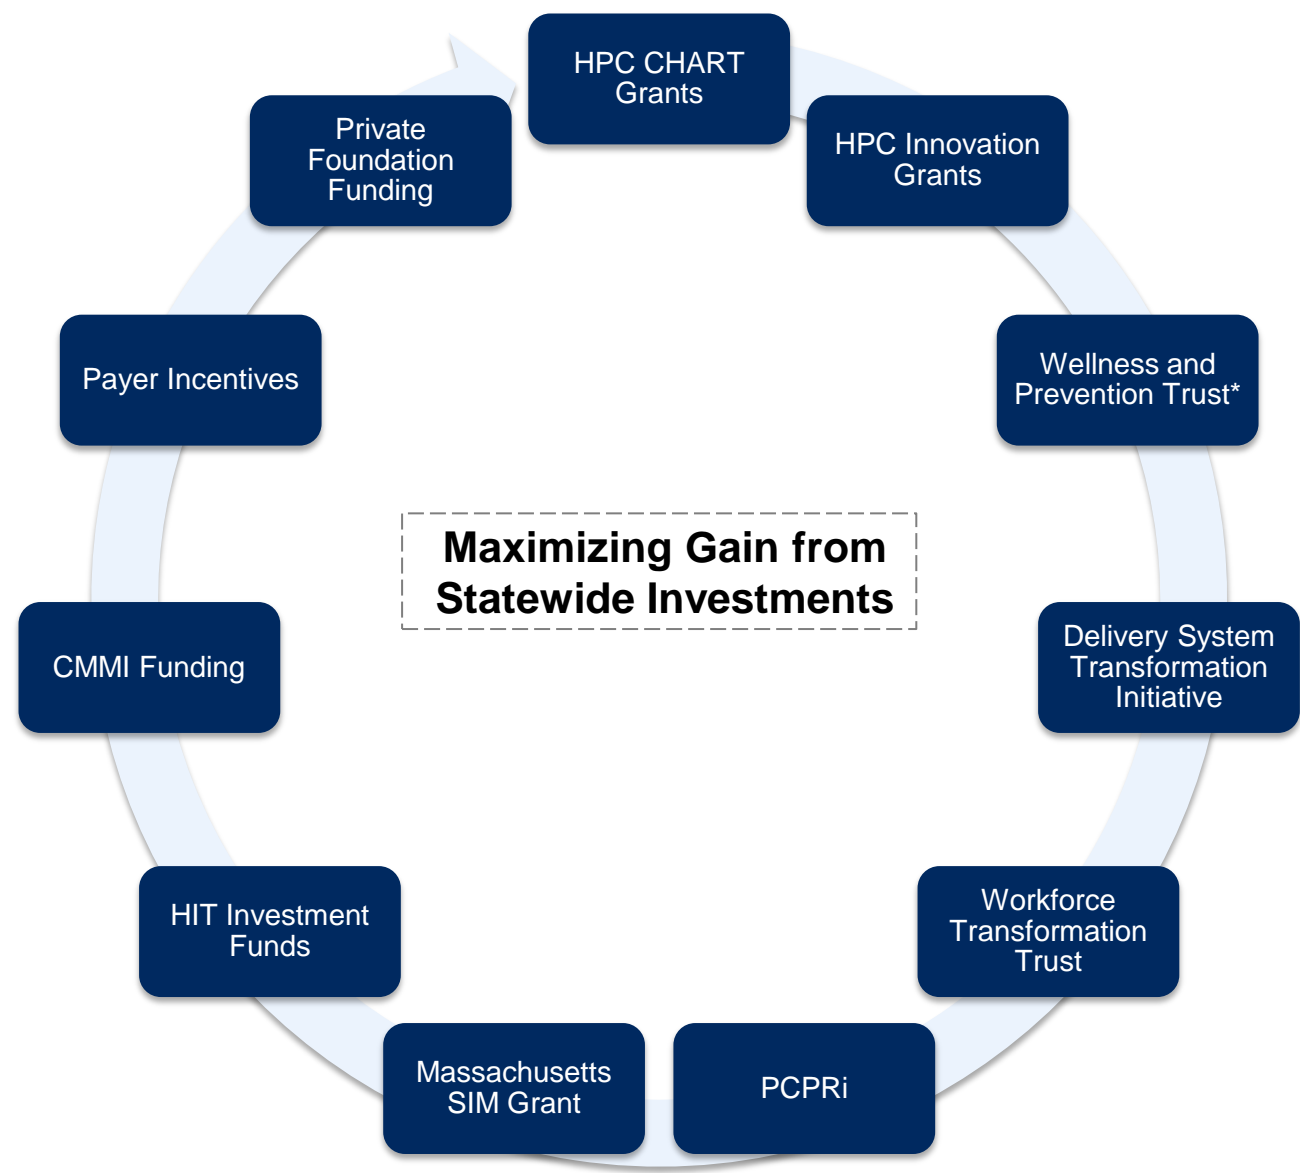 HPC CHART
Grants
HPC Innovation
Grants
Wellness and
Prevention Trust*
Delivery System
Transformation
Initiative
Workforce
Transformation
Trust
PCPRi
Massachusetts
SIM Grant
HIT Investment
Funds
CMMI Funding
Payer Incentives
Private
Foundation
Funding
Maximizing Gain from
Statewide Investments